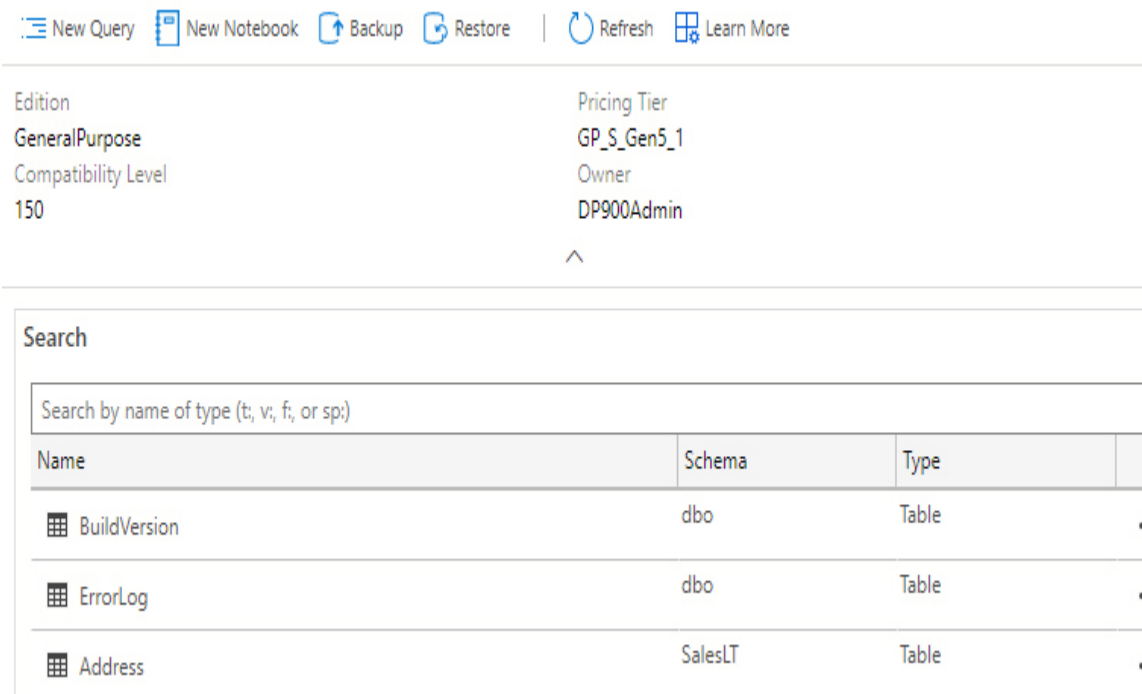 New Query New Notebook Backup Restore Refresh Learn More
Edition Pricing Tier
GeneralPurpose GP_S_Gen5_1
Compatibility Level Owner
150 DP900Admin
Search
Search by name of type (t:, v:, f:, or sp:)
Name Schema Type
BuildVersion dbo Table
ErrorLog dbo Table
Address SalesLT Table